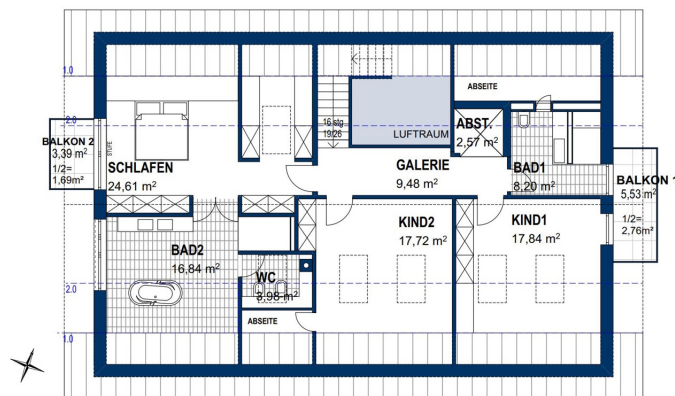 1.0
2.0
BALKON 2
3,39 m²
1/2=
1,69m²
STUFE
SCHLAFEN
24,61 m²
16 stg
19/26
LUFTRAUM
ABSEITE
ABST.
2,57 m²
GALERIE
9,48 m²
BAD1
8,20 m²
BALKON 1
5,53 m²
1/2=
2,76m²
BAD2
16,84 m²
WC
3,98 m²
KIND2
17,72 m²
KIND1
17,84 m²
2.0
ABSEITE
1.0